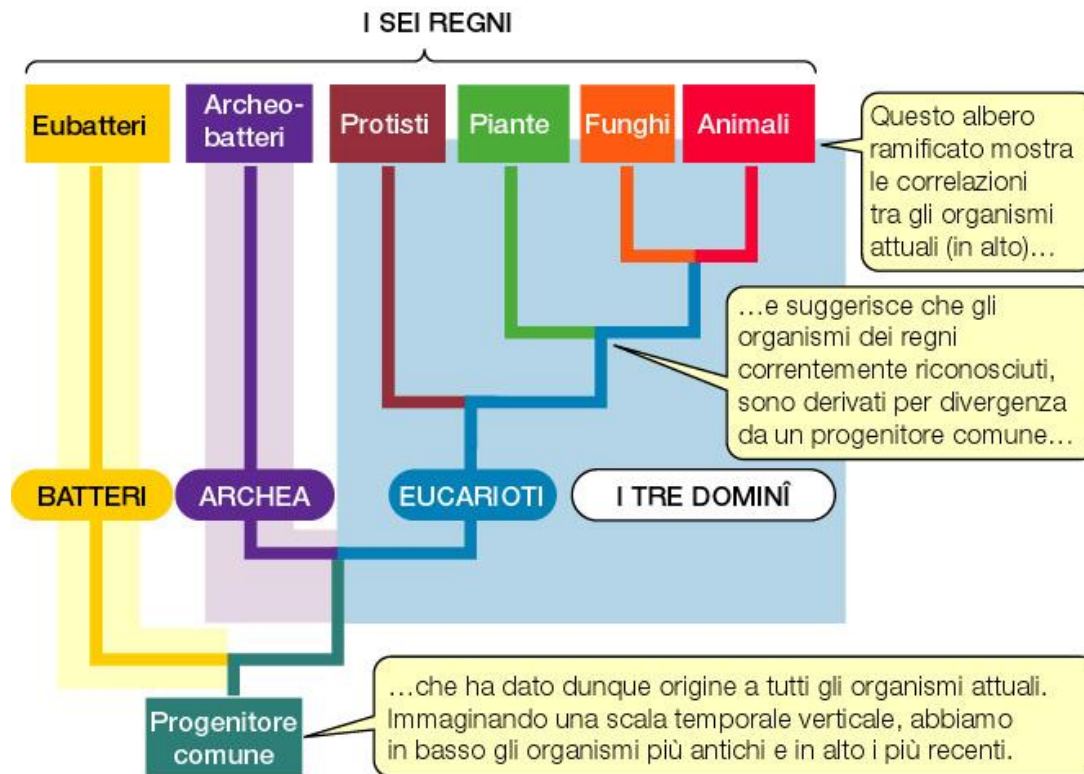 I SEI REGNI
Eubatteri
Archeo-
batteri
Protisti
Piante
Funghi
Animali
Questo albero
ramificato mostra
le correlazioni
tra gli organismi
attuali (in alto)…
…e suggerisce che gli
organismi dei regni
correntemente riconosciuti,
sono derivati per divergenza
da un progenitore comune…
BATTERI
ARCHEA
EUCARIOTI
I TRE DOMINÎ
…che ha dato dunque origine a tutti gli organismi attuali.
Immaginando una scala temporale verticale, abbiamo
in basso gli organismi più antichi e in alto i più recenti.
Progenitore
comune